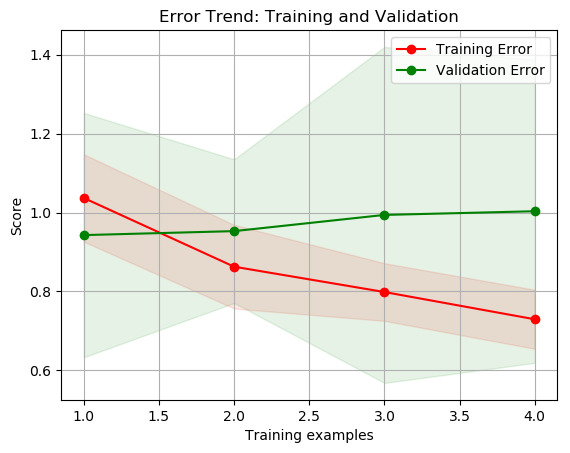 Error Trend: Training and Validation
Training Error
Validation Error
Score
1.4
1.2
1.0
0.8
0.6
1.0 1.5 2.0 2.5 3.0 3.5 4.0
Training examples